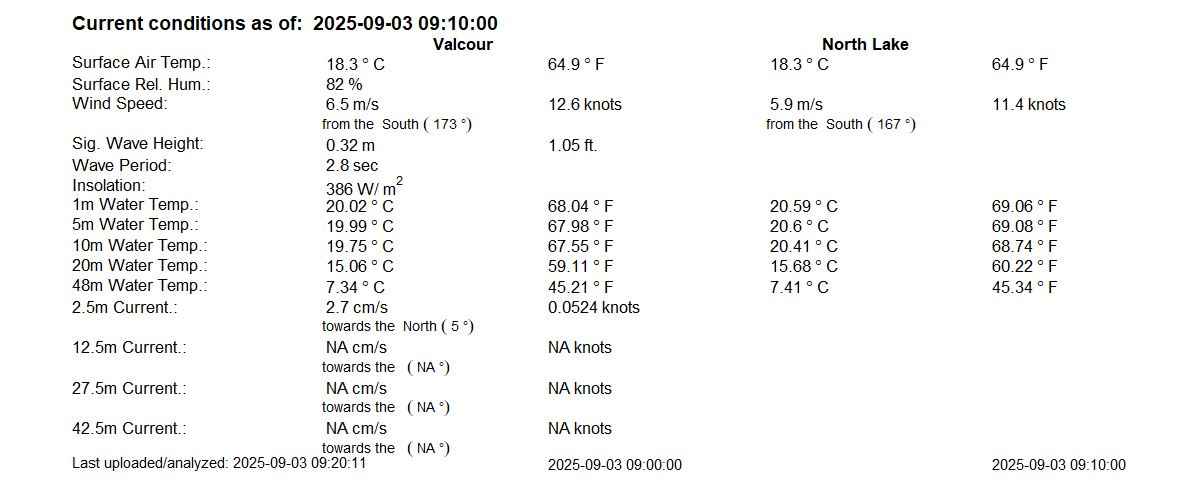 Current conditions as of: 2025-09-03 09:10:00
Valcour North Lake
Surface Air Temp.: 18.3 ° C 64.9 ° F 18.3 ° C 64.9 ° F
Surface Rel. Hum.: 82 %
Wind Speed: 6.5 m/s 12.6 knots 5.9 m/s 11.4 knots
from the South ( 173 °) from the South ( 167 °)
Sig. Wave Height: 0.32 m 1.05 ft.
Wave Period: 2.8 sec
Insolation: 386 W/ m²
1m Water Temp.: 20.02 ° C 68.04 ° F 20.59 ° C 69.06 ° F
5m Water Temp.: 19.99 ° C 67.98 ° F 20.6 ° C 69.08 ° F
10m Water Temp.: 19.75 ° C 67.55 ° F 20.41 ° C 68.74 ° F
20m Water Temp.: 15.06 ° C 59.11 ° F 15.68 ° C 60.22 ° F
48m Water Temp.: 7.34 ° C 45.21 ° F 7.41 ° C 45.34 ° F
2.5m Current.: 2.7 cm/s 0.0524 knots
towards the North ( 5 °)
12.5m Current.: NA cm/s NA knots
towards the ( NA °)
27.5m Current.: NA cm/s NA knots
towards the ( NA °)
42.5m Current.: NA cm/s NA knots
towards the ( NA °)
Last uploaded/analyzed: 2025-09-03 09:20:11 2025-09-03 09:00:00 2025-09-03 09:10:00